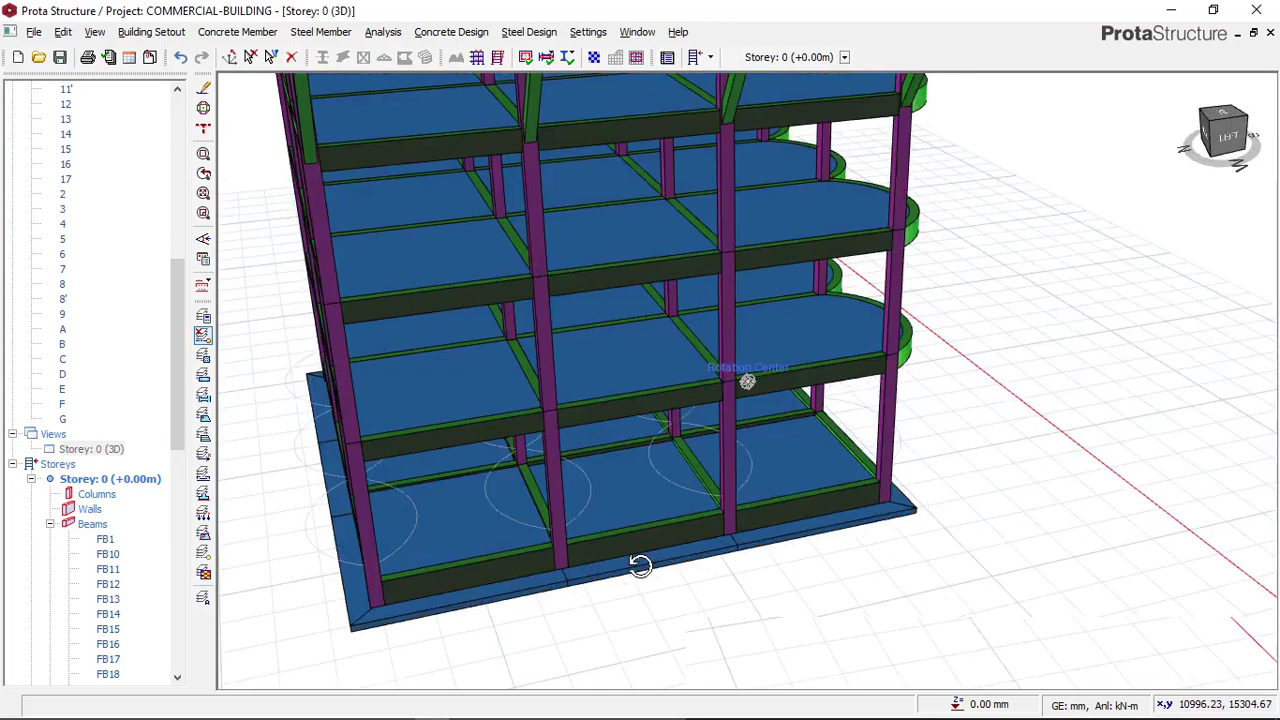 Prota Structure / Project: COMMERCIAL-BUILDING - [Storey: 0 (3D)]
File Edit View Building Setout Concrete Member Steel Member Analysis Concrete Design Steel Design Settings Window Help
ProtaStructure
Storey: 0 (+0.00m)
11'
12
13
14
15
16
17
2
3
4
5
6
7
8
8'
9
A
B
C
D
E
F
G
Views
Storey: 0 (3D)
Storeys
Storey: 0 (+0.00m)
Columns
Walls
Beams
FB1
FB10
FB11
FB12
FB13
FB14
FB15
FB16
FB17
FB18
LEFT
Rotation Center
Z= 0.00 mm
GE: mm, Anl: kN-m
x,y 10996.23, 15304.67